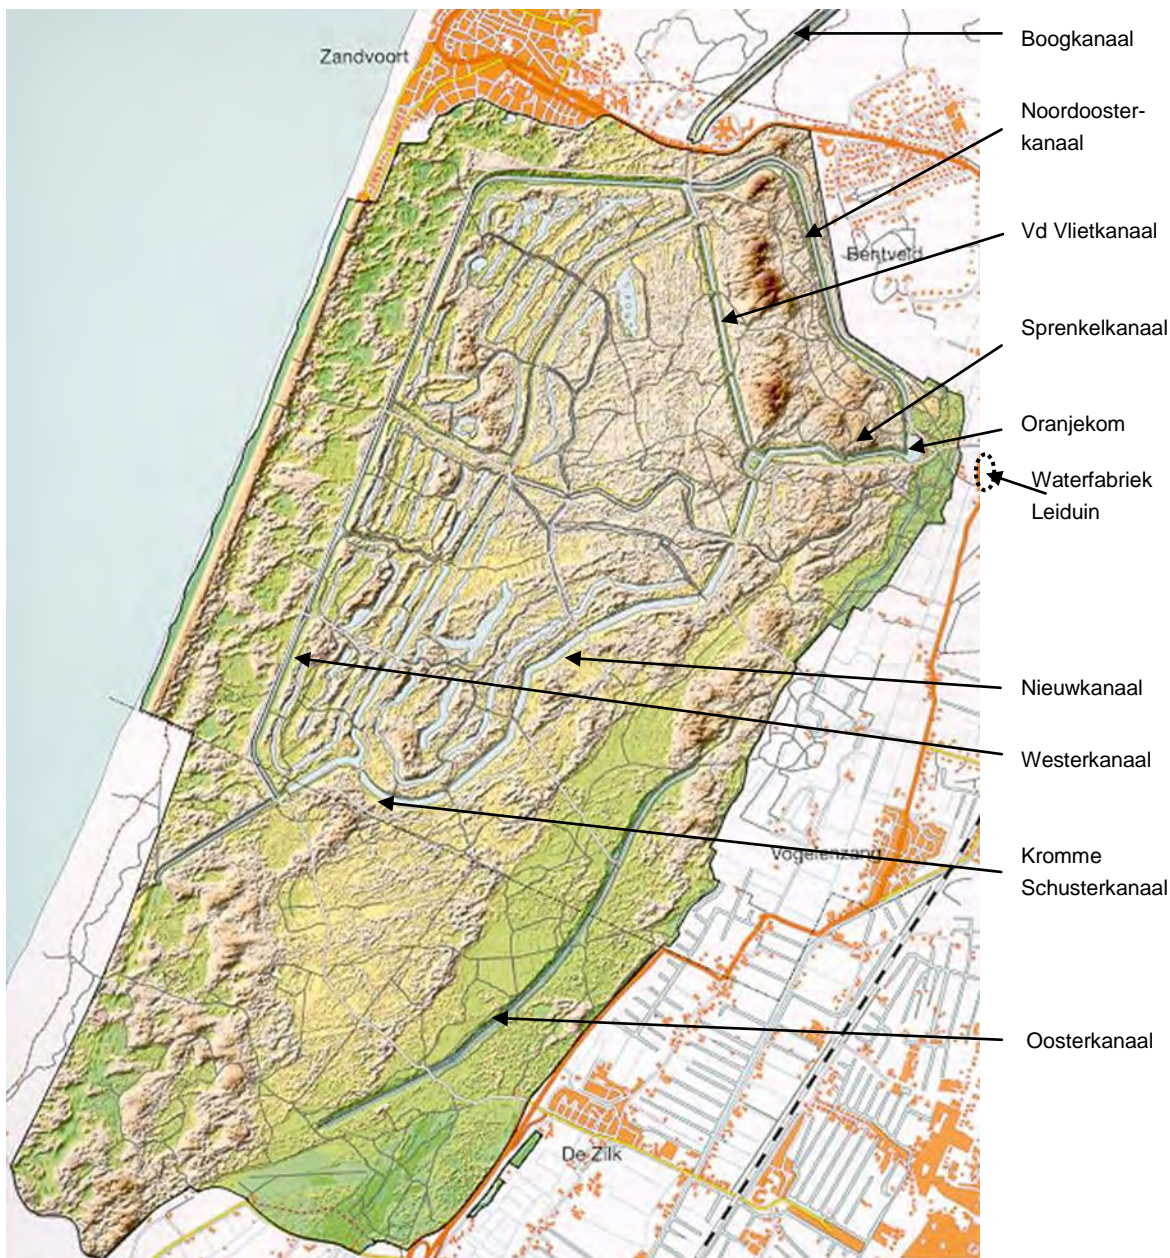 Zandvoort
Boogkanaal
Noordooster-
kanaal
Vd Vlietkanaal
Bentveld
Sprenkelkanaal
Oranjekom
Waterfabriek
Leiduin
Nieuwkanaal
Westerkanaal
Vogelenzang
Kromme
Schusterkanaal
Oosterkanaal
De Zilk